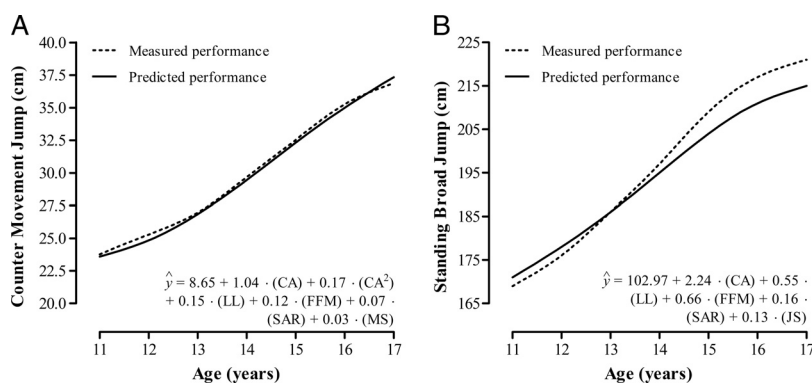 A
Counter Movement Jump (cm)
40.0
37.5
35.0
32.5
30.0
27.5
25.0
22.5
20.0
Measured performance
Predicted performance
ŷ = 8.65 + 1.04 · (CA) + 0.17 · (CA²)
+ 0.15 · (LL) + 0.12 · (FFM) + 0.07 ·
(SAR) + 0.03 · (MS)
11 12 13 14 15 16 17
Age (years)
B
Standing Broad Jump (cm)
225
215
205
195
185
175
165
Measured performance
Predicted performance
ŷ = 102.97 + 2.24 · (CA) + 0.55 ·
(LL) + 0.66 · (FFM) + 0.16 ·
(SAR) + 0.13 · (JS)
11 12 13 14 15 16 17
Age (years)